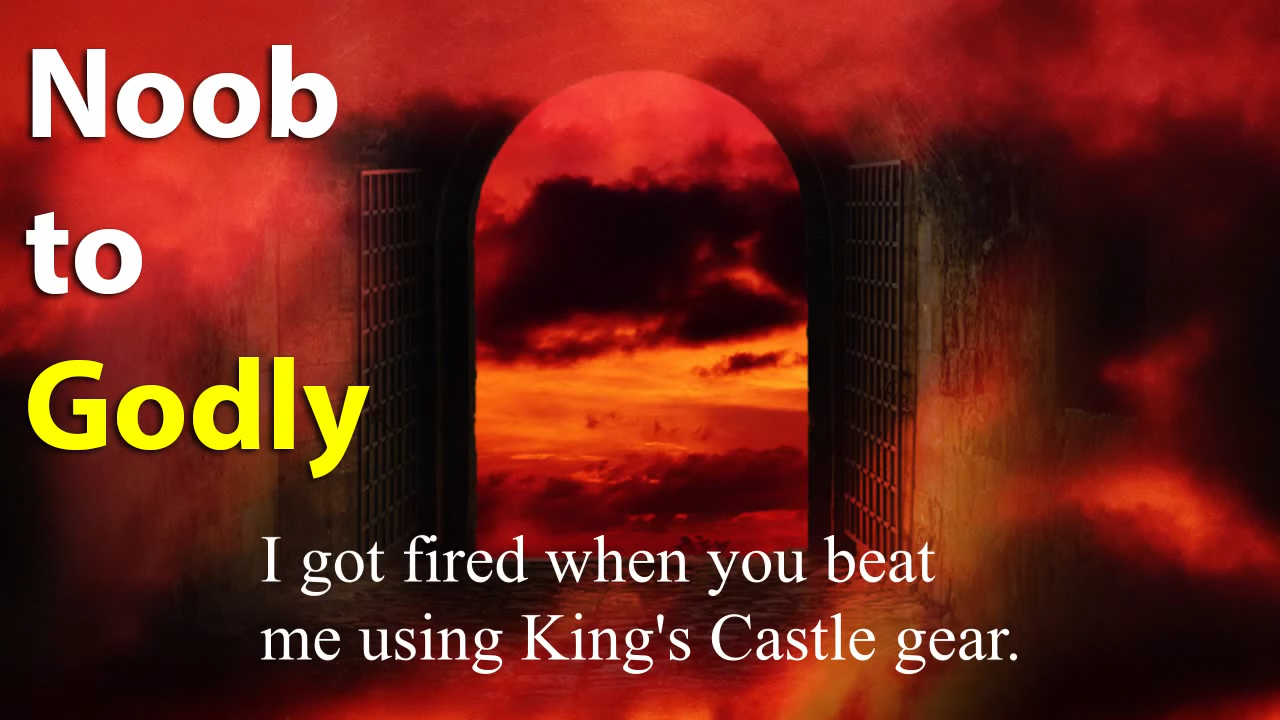 Noob
to
Godly
I got fired when you beat
me using King's Castle gear.